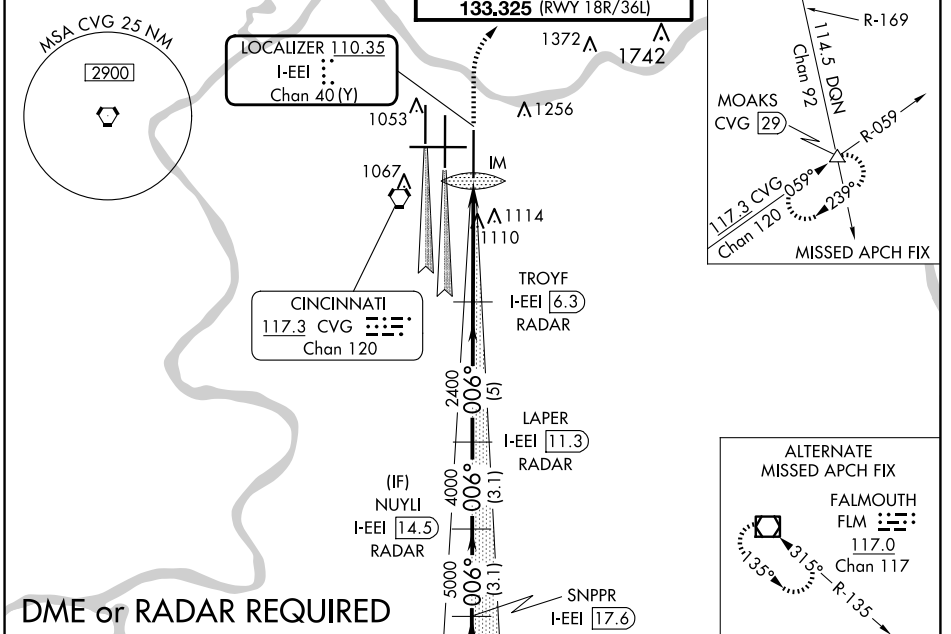 133.325 (RWY 18R/36L)
MSA CVG 25 NM
2900
LOCALIZER 110.35
I-EEI
Chan 40 (Y)
1372
1742
1053
1256
1067
IM
1114
1110
CINCINNATI
117.3 CVG
Chan 120
TROYF
I-EEI 6.3
RADAR
2400
006°
(5)
LAPER
I-EEI 11.3
RADAR
4000
006°
(3.1)
(IF)
NUYLI
I-EEI 14.5
RADAR
5000
006°
(3.1)
SNPPR
I-EEI 17.6
DME or RADAR REQUIRED
R-169
114.5 DQN
Chan 92
MOAKS
CVG 29
R-059
059°
239°
117.3 CVG
Chan 120
MISSED APCH FIX
ALTERNATE
MISSED APCH FIX
FALMOUTH
FLM
117.0
Chan 117
315°
135°
R-135